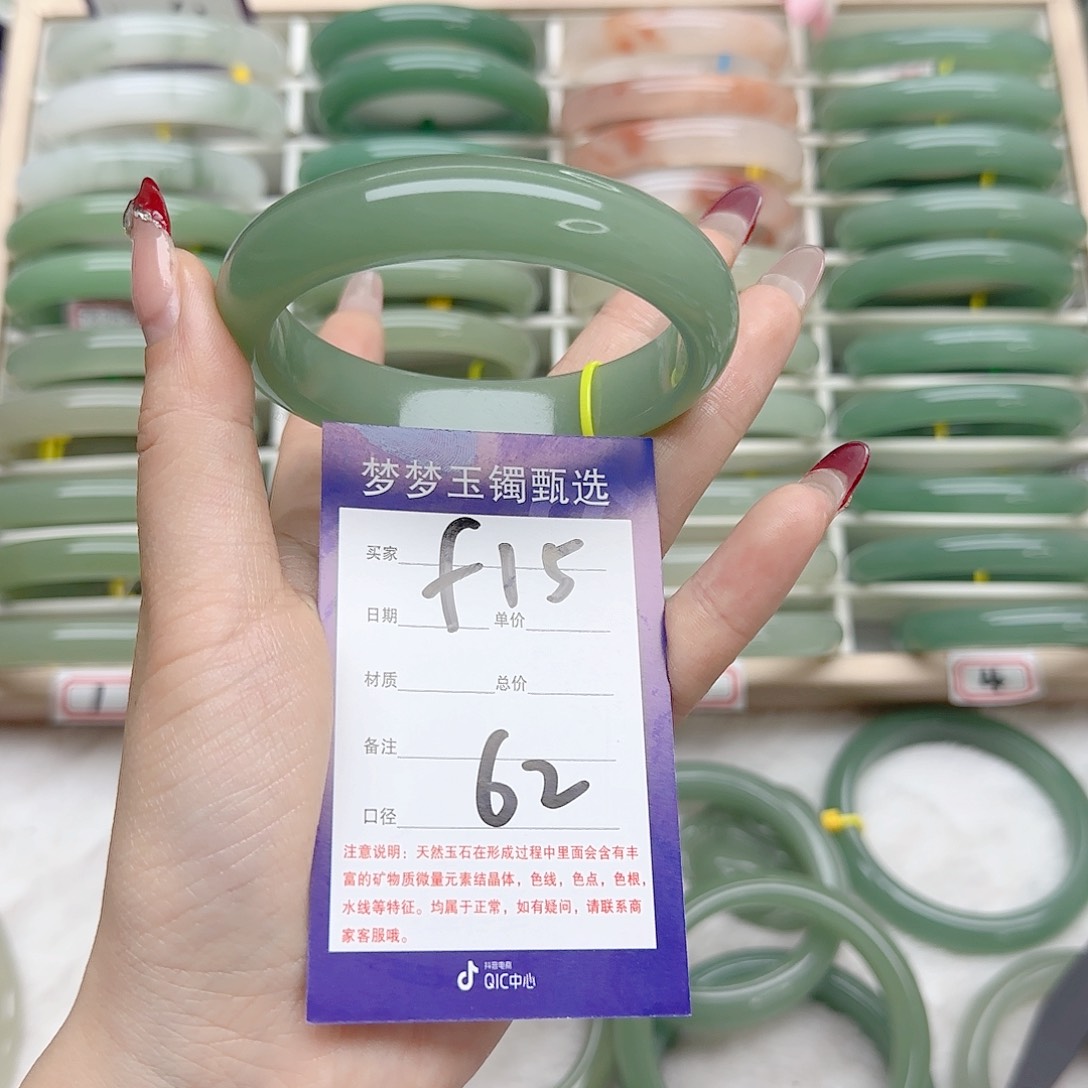 梦梦玉镯甄选
买家 f15
日期 单价
材质 总价
备注
口径 62
注意说明：天然玉石在形成过程中里面会含有丰
富的矿物质微量元素结晶体，色线，色点，色根，
水线等特征。均属于正常，如有疑问，请联系商
家客服哦。
抖音电商
QIC中心
1
4